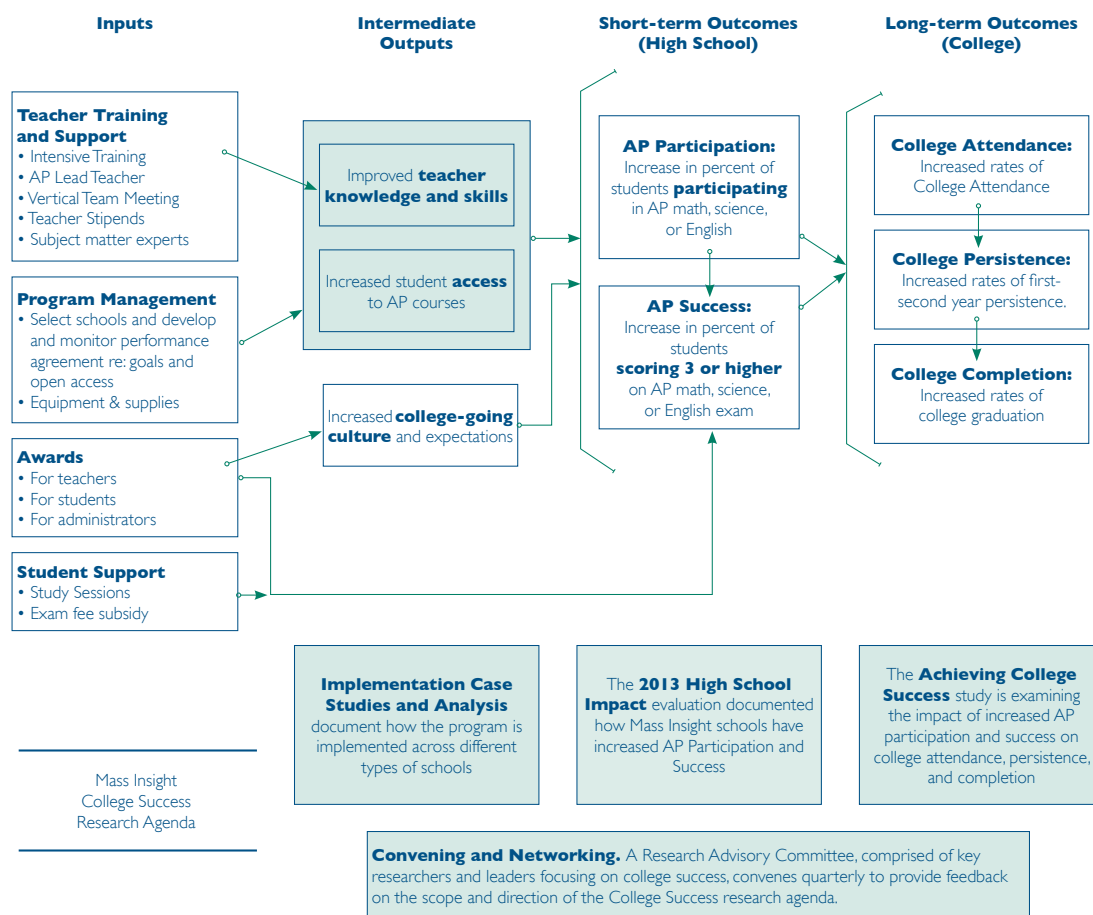 Inputs
Intermediate
Outputs
Short-term Outcomes
(High School)
Long-term Outcomes
(College)
Teacher Training
and Support
• Intensive Training
• AP Lead Teacher
• Vertical Team Meeting
• Teacher Stipends
• Subject matter experts
Program Management
• Select schools and develop
and monitor performance
agreement re: goals and
open access
• Equipment & supplies
Awards
• For teachers
• For students
• For administrators
Student Support
• Study Sessions
• Exam fee subsidy
Improved teacher
knowledge and skills
Increased student access
to AP courses
Increased college-going
culture and expectations
AP Participation:
Increase in percent of
students participating
in AP math, science,
or English
AP Success:
Increase in percent of
students
scoring 3 or higher
on AP math, science,
or English exam
College Attendance:
Increased rates of
College Attendance
College Persistence:
Increased rates of first-
second year persistence.
College Completion:
Increased rates of
college graduation
Mass Insight
College Success
Research Agenda
Implementation Case
Studies and Analysis
document how the program is
implemented across different
types of schools
The 2013 High School
Impact evaluation documented
how Mass Insight schools have
increased AP Participation and
Success
The Achieving College
Success study is examining
the impact of increased AP
participation and success on
college attendance, persistence,
and completion
Convening and Networking. A Research Advisory Committee, comprised of key
researchers and leaders focusing on college success, convenes quarterly to provide feedback
on the scope and direction of the College Success research agenda.